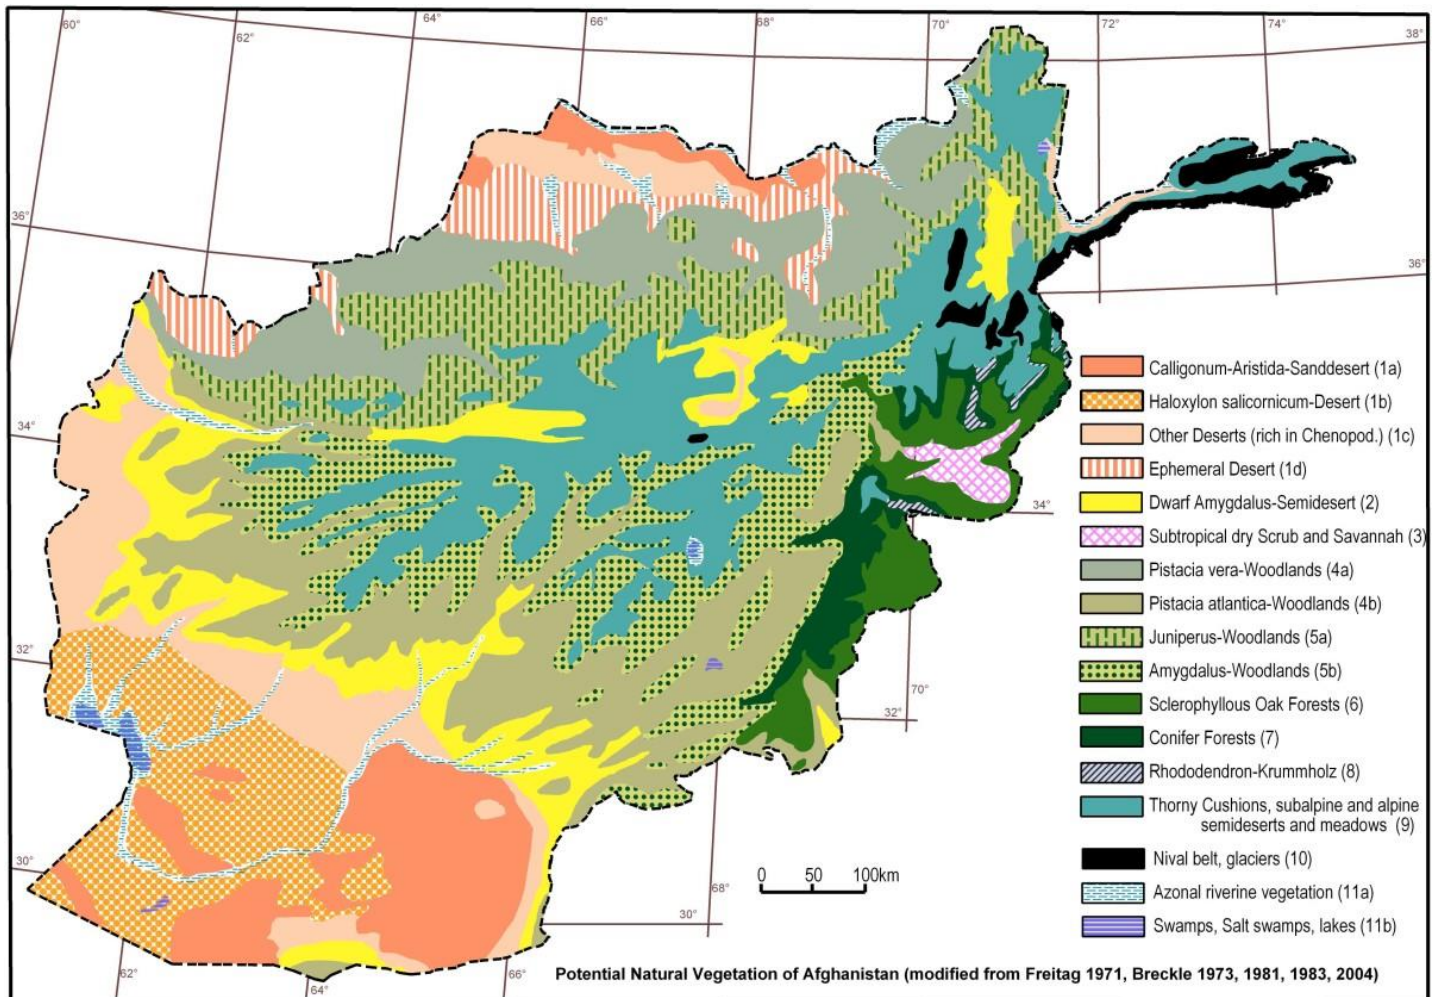 60°
62°
64°
66°
68°
70°
72°
74°
38°
36°
36°
34°
34°
32°
32°
70°
30°
30°
68°
62°
64°
66°
Calligonum-Aristida-Sanddesert (1a)
Haloxylon salicornicum-Desert (1b)
Other Deserts (rich in Chenopod.) (1c)
Ephemeral Desert (1d)
Dwarf Amygdalus-Semidesert (2)
Subtropical dry Scrub and Savannah (3)
Pistacia vera-Woodlands (4a)
Pistacia atlantica-Woodlands (4b)
Juniperus-Woodlands (5a)
Amygdalus-Woodlands (5b)
Sclerophyllous Oak Forests (6)
Conifer Forests (7)
Rhododendron-Krummholz (8)
Thorny Cushions, subalpine and alpine
semideserts and meadows (9)
Nival belt, glaciers (10)
Azonal riverine vegetation (11a)
Swamps, Salt swamps, lakes (11b)
0 50 100km
Potential Natural Vegetation of Afghanistan (modified from Freitag 1971, Breckle 1973, 1981, 1983, 2004)